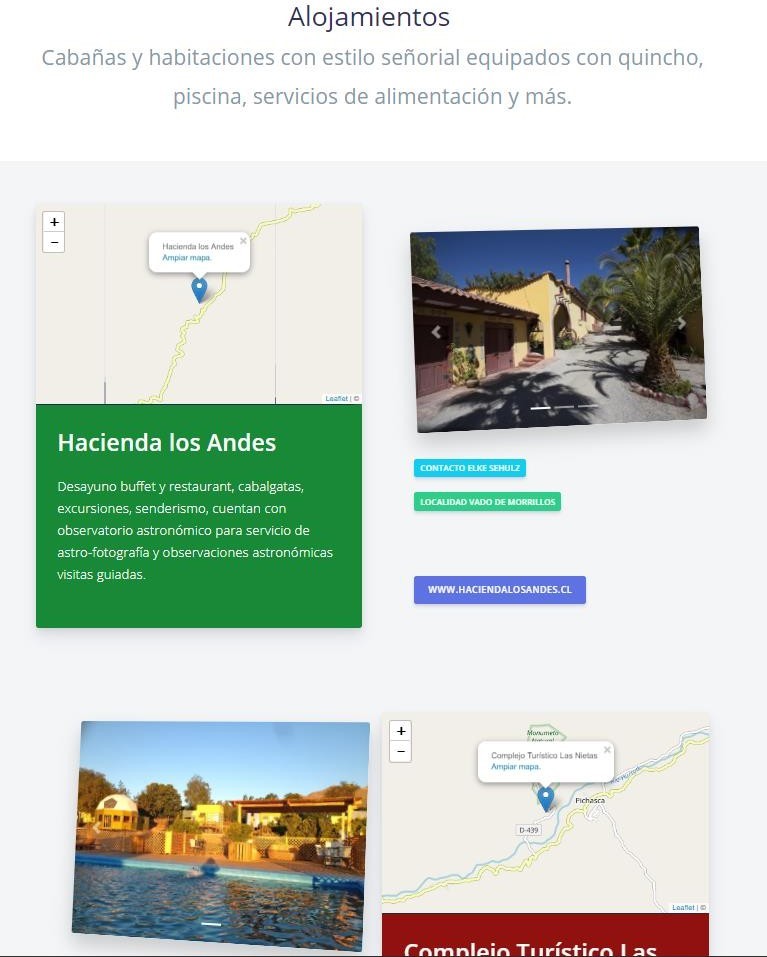 Alojamientos
Cabañas y habitaciones con estilo señorial equipados con quincho,
piscina, servicios de alimentación y más.
+
−
Hacienda los Andes ×
Ampiar mapa.
Leaflet | ©
Hacienda los Andes
Desayuno buffet y restaurant, cabalgatas,
excursiones, senderismo, cuentan con
observatorio astronómico para servicio de
astro-fotografía y observaciones astronómicas
visitas guiadas.
CONTACTO ELKE SEHULZ
LOCALIDAD VADO DE MORRILLOS
WWW.HACIENDALOSANDES.CL
+
−
Monumeto
Natural
Complejo Turístico Las Nietas ×
Ampiar mapa.
Pichasca
D-439
Leaflet | ©
Complejo Turístico Las